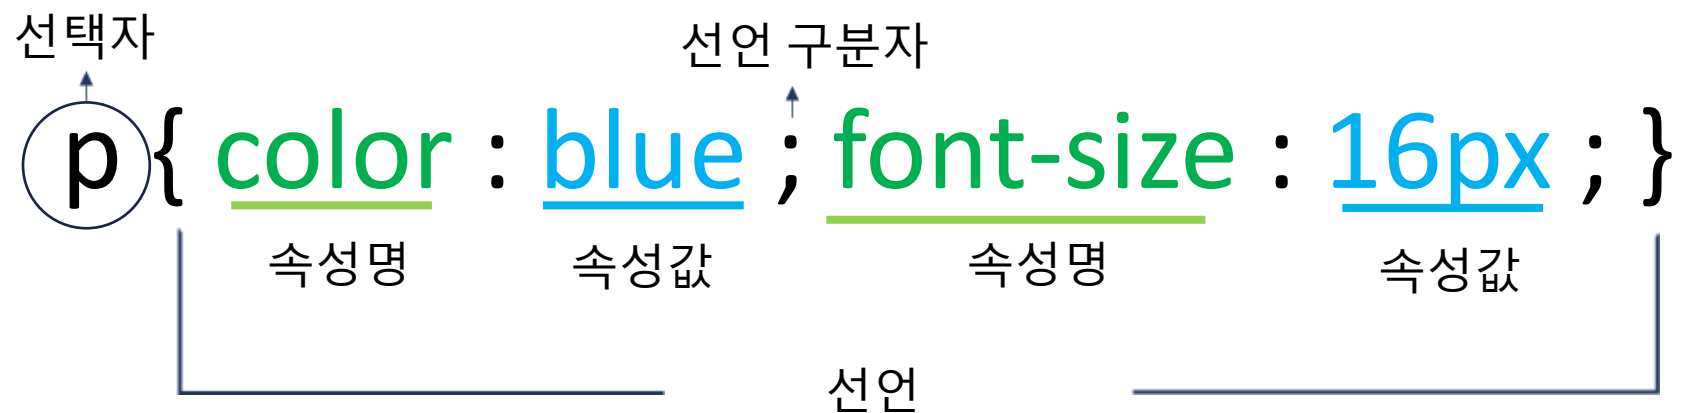 선택자
선언 구분자
p{ color : blue ; font-size : 16px ; }
속성명 속성값 속성명 속성값
선언